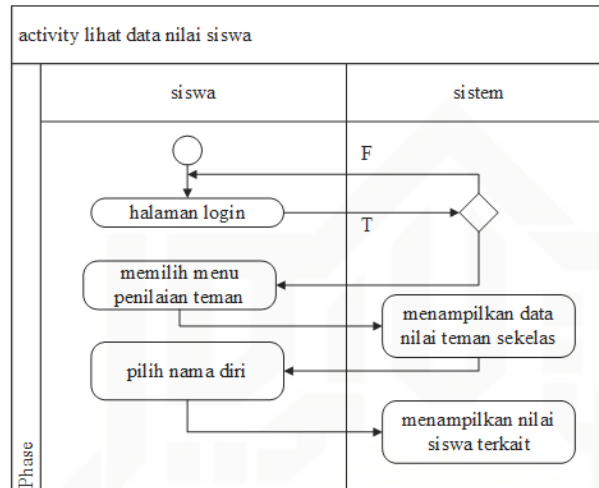 activity lihat data nilai siswa
siswa
sistem
F
halaman login
T
memilih menu
penilaian teman
menampilkan data
nilai teman sekelas
pilih nama diri
menampilkan nilai
siswa terkait
Phase